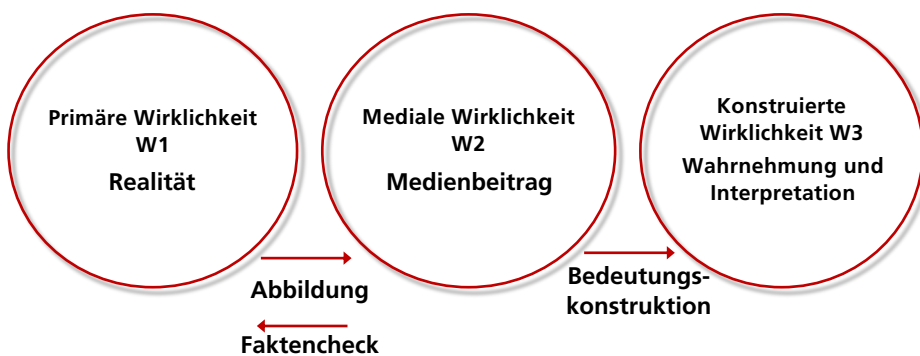 Primäre Wirklichkeit
W1
Realität
Mediale Wirklichkeit
W2
Medienbeitrag
Konstruierte
Wirklichkeit W3
Wahrnehmung und
Interpretation
Abbildung
Faktencheck
Bedeutungs-
konstruktion